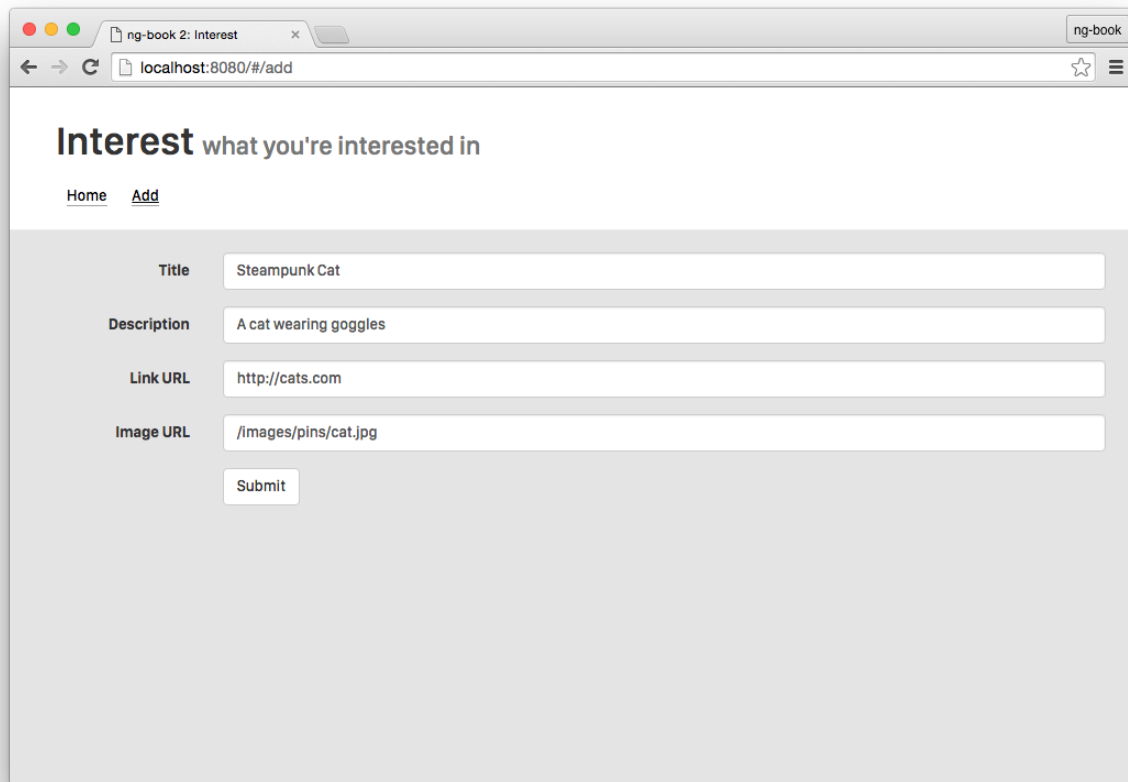 ng-book 2: Interest
ng-book
localhost:8080/#/add
Interest what you're interested in
Home Add
Title Steampunk Cat
Description A cat wearing goggles
Link URL http://cats.com
Image URL /images/pins/cat.jpg
Submit